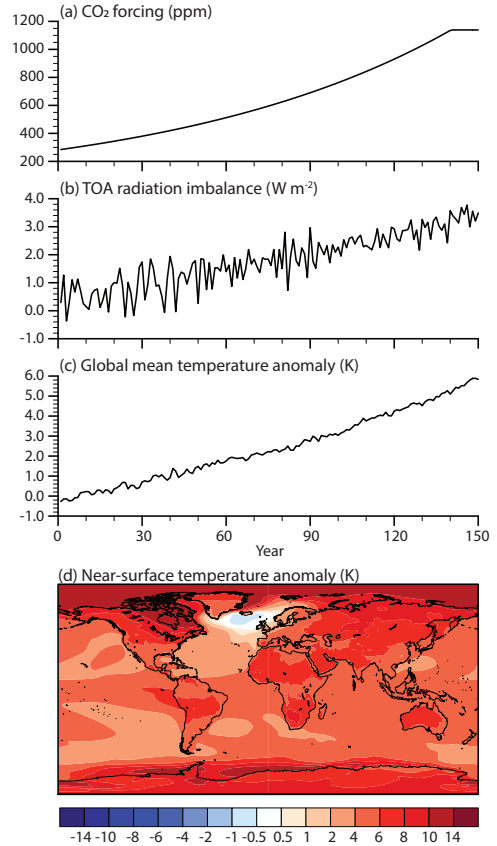 (a) CO₂ forcing (ppm)
1200
1000
800
600
400
200
(b) TOA radiation imbalance (W m⁻²)
4.0
3.0
2.0
1.0
0.0
-1.0
(c) Global mean temperature anomaly (K)
6.0
5.0
4.0
3.0
2.0
1.0
0.0
-1.0
0 30 60 90 120 150
Year
(d) Near-surface temperature anomaly (K)
-14 -10 -8 -6 -4 -2 -1 -0.5 0.5 1 2 4 6 8 10 14